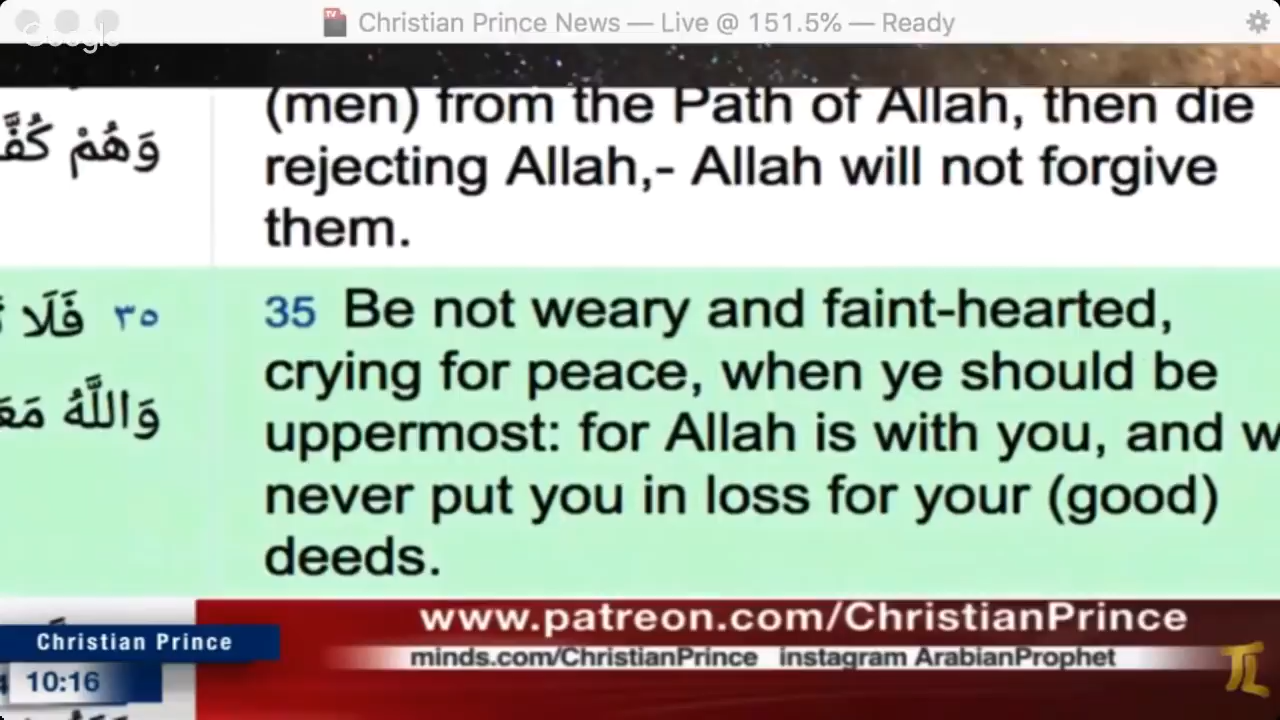 Christian Prince News — Live @ 151.5% — Ready
Google
(men) from the Path of Allah, then die
rejecting Allah,- Allah will not forgive
them.
وَهُمْ
35 Be not weary and faint-hearted,
crying for peace, when ye should be
uppermost: for Allah is with you, and
never put you in loss for your (good)
deeds.
٣٥ فَلَا
وَاللَّهُ
www.patreon.com/ChristianPrince
minds.com/ChristianPrince instagram ArabianProphet
Christian Prince
10:16